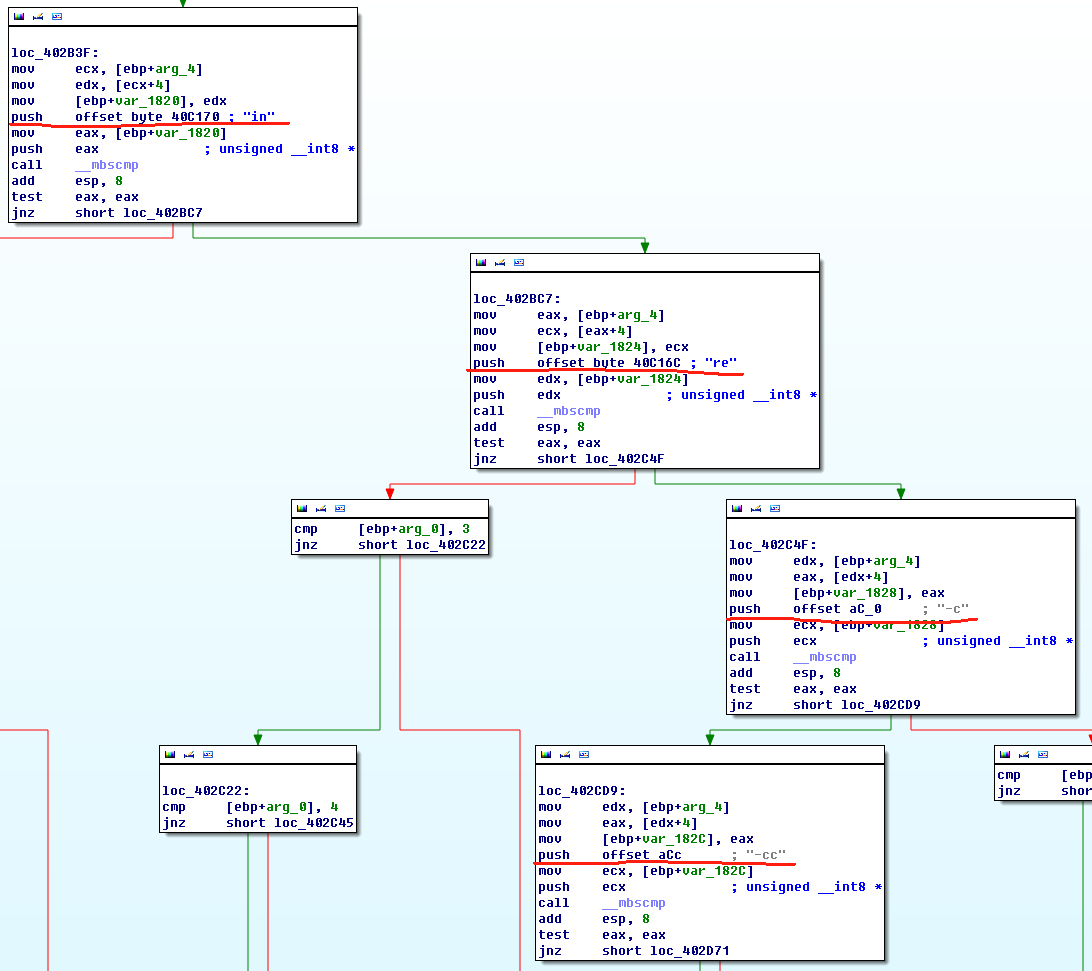 loc_402B3F:
mov ecx, [ebp+arg_4]
mov edx, [ecx+4]
mov [ebp+var_1820], edx
push offset byte_40C170 ; "in"
mov eax, [ebp+var_1820]
push eax ; unsigned __int8 *
call __mbscmp
add esp, 8
test eax, eax
jnz short loc_402BC7
loc_402BC7:
mov eax, [ebp+arg_4]
mov ecx, [eax+4]
mov [ebp+var_1824], ecx
push offset byte_40C16C ; "re"
mov edx, [ebp+var_1824]
push edx ; unsigned __int8 *
call __mbscmp
add esp, 8
test eax, eax
jnz short loc_402C4F
cmp [ebp+arg_0], 3
jnz short loc_402C22
loc_402C4F:
mov edx, [ebp+arg_4]
mov eax, [edx+4]
mov [ebp+var_1828], eax
push offset aC_0 ; "-c"
mov ecx, [ebp+var_1828]
push ecx ; unsigned __int8 *
call __mbscmp
add esp, 8
test eax, eax
jnz short loc_402CD9
loc_402C22:
cmp [ebp+arg_0], 4
jnz short loc_402C45
loc_402CD9:
mov edx, [ebp+arg_4]
mov eax, [edx+4]
mov [ebp+var_182C], eax
push offset aCc ; "-cc"
mov ecx, [ebp+var_182C]
push ecx ; unsigned __int8 *
call __mbscmp
add esp, 8
test eax, eax
jnz short loc_402D71
cmp [ebp
jnz shor